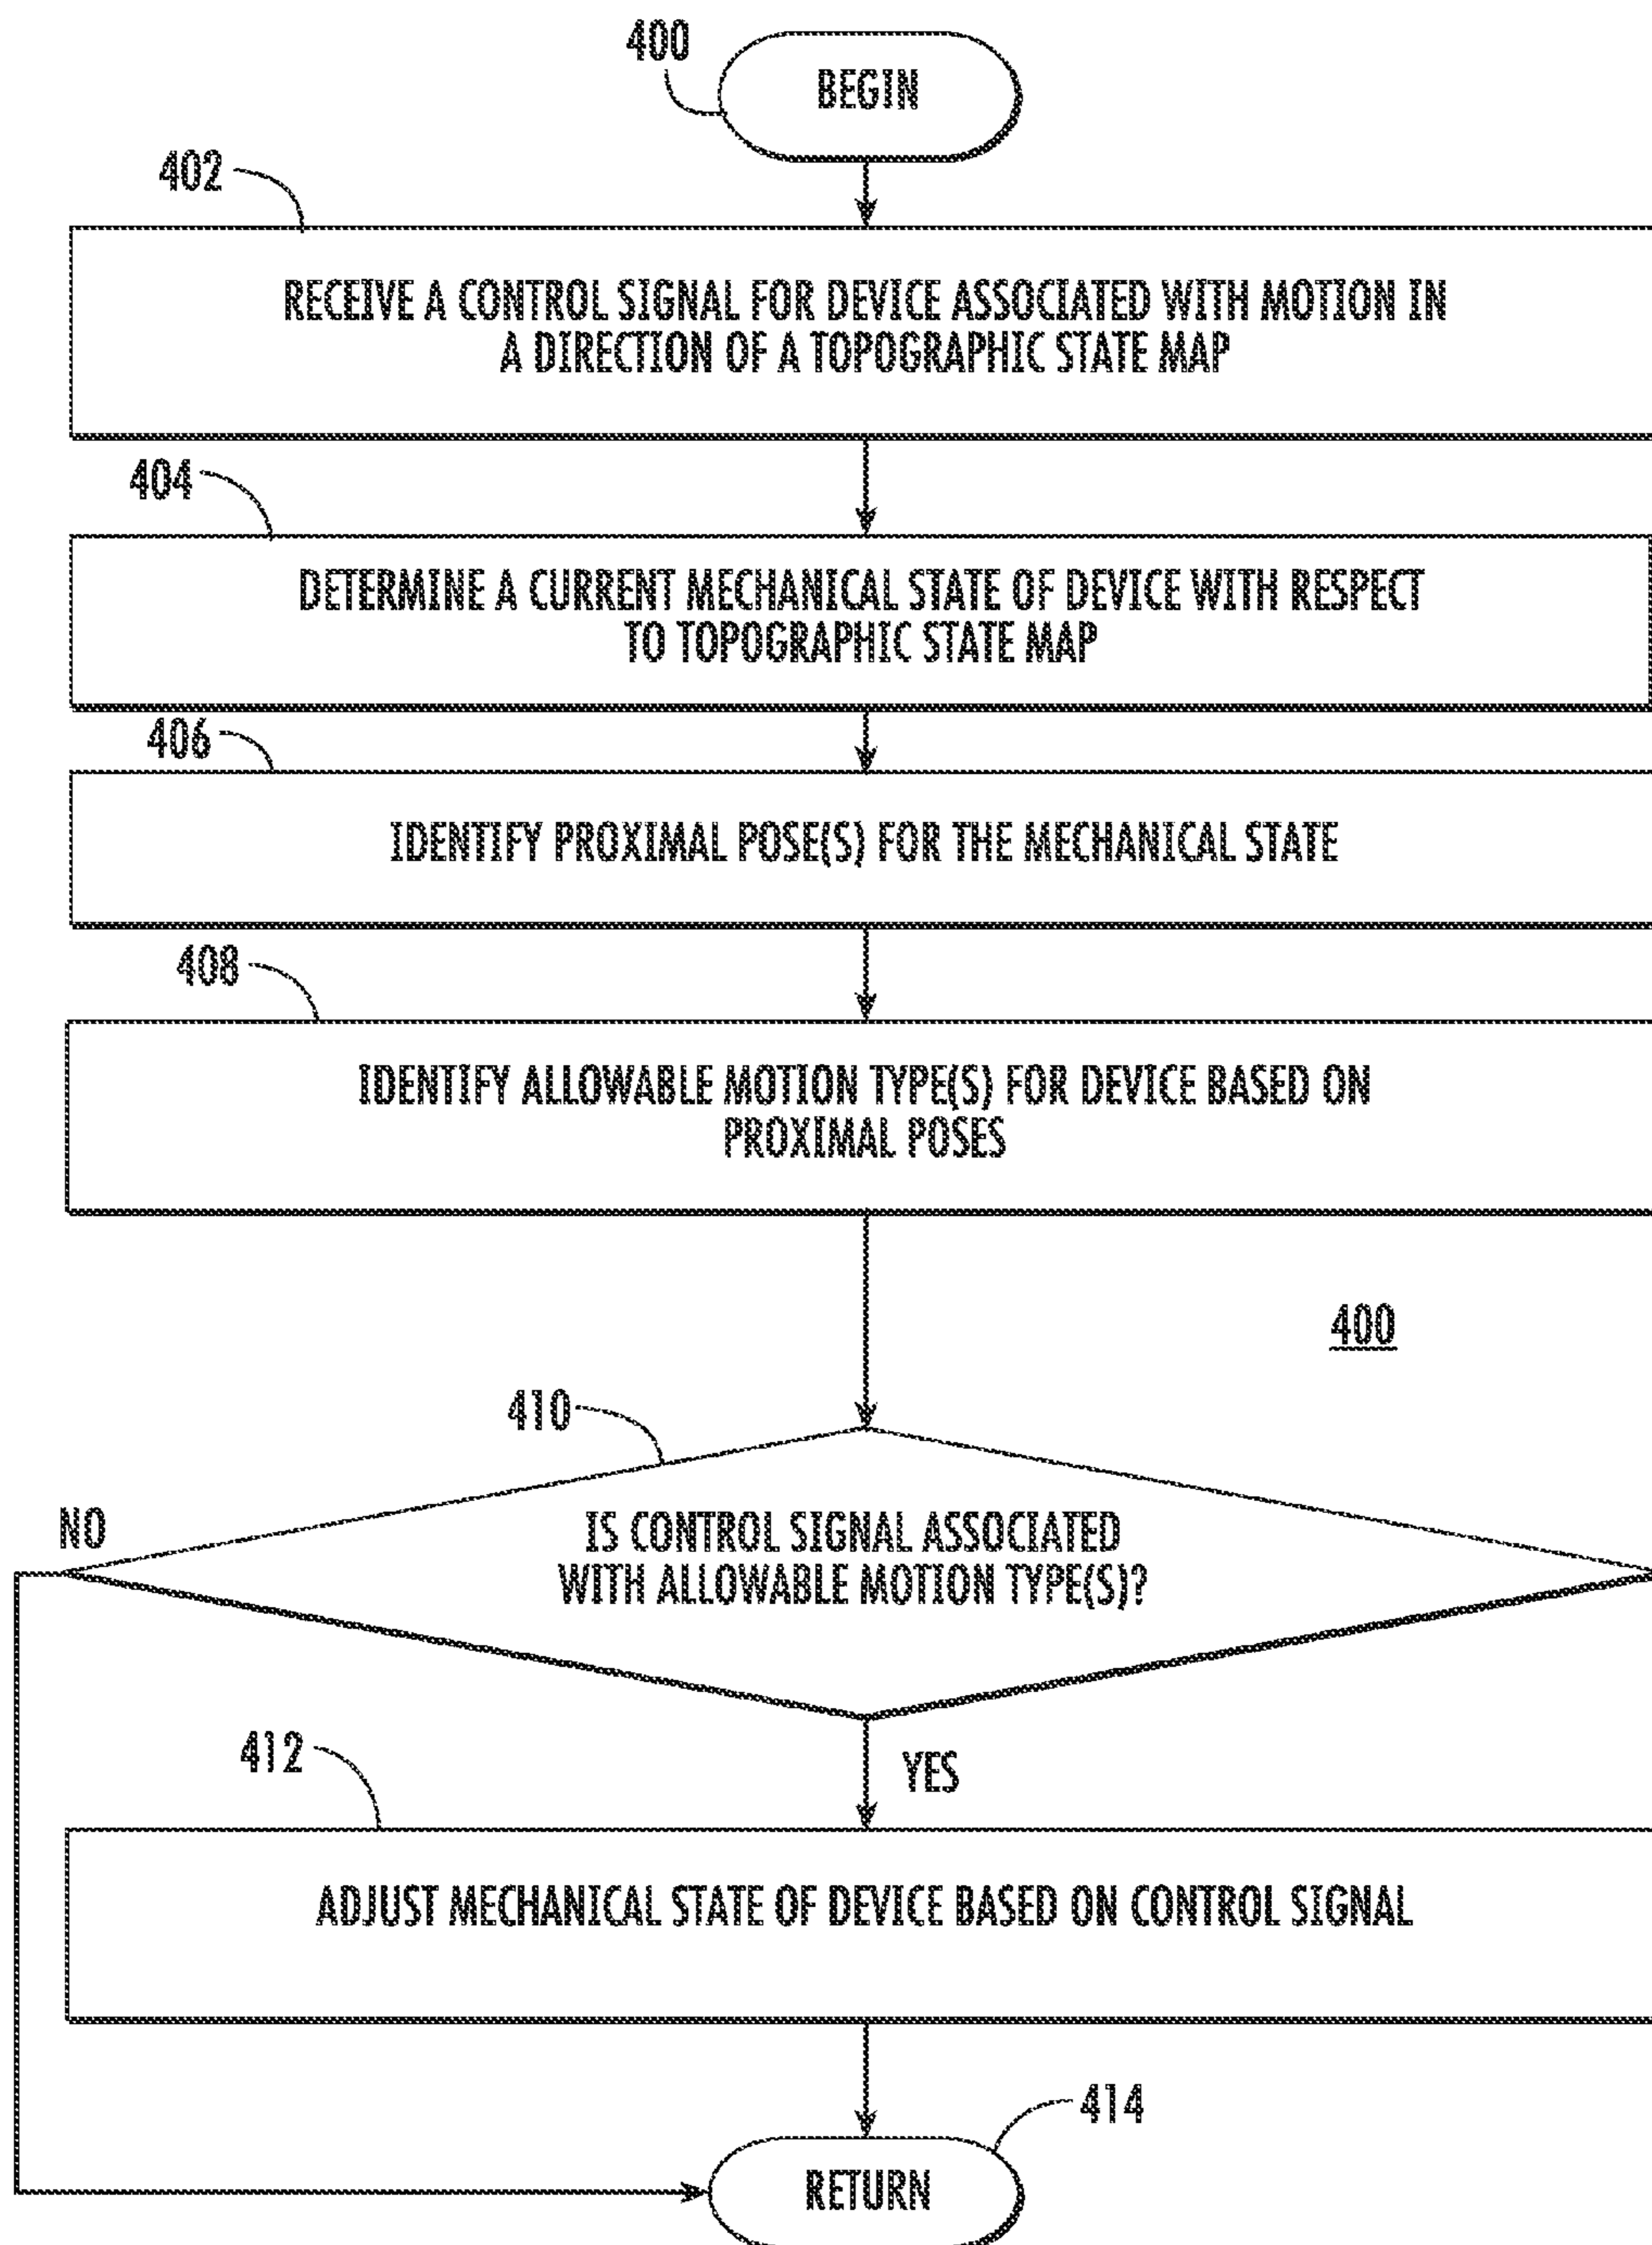 400
BEGIN
402
RECEIVE A CONTROL SIGNAL FOR DEVICE ASSOCIATED WITH MOTION IN
A DIRECTION OF A TOPOGRAPHIC STATE MAP
404
DETERMINE A CURRENT MECHANICAL STATE OF DEVICE WITH RESPECT
TO TOPOGRAPHIC STATE MAP
406
IDENTIFY PROXIMAL POSE(S) FOR THE MECHANICAL STATE
408
IDENTIFY ALLOWABLE MOTION TYPE(S) FOR DEVICE BASED ON
PROXIMAL POSES
400
410
NO
IS CONTROL SIGNAL ASSOCIATED
WITH ALLOWABLE MOTION TYPE(S)?
412
YES
ADJUST MECHANICAL STATE OF DEVICE BASED ON CONTROL SIGNAL
414
RETURN